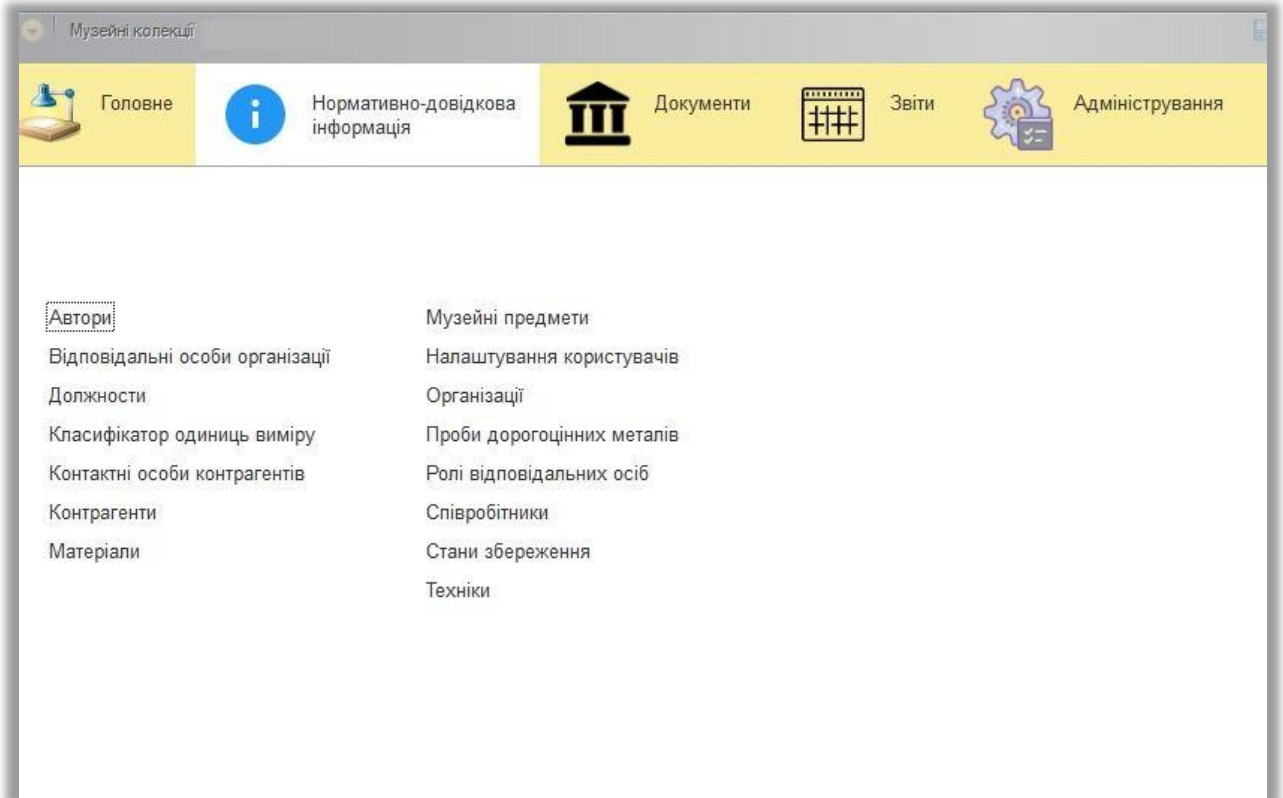 Музейні колекції
Головне
Нормативно-довідкова
інформація
Документи
Звіти
Адміністрування
Автори
Відповідальні особи організації
Должности
Класифікатор одиниць виміру
Контактні особи контрагентів
Контрагенти
Матеріали
Музейні предмети
Налаштування користувачів
Організації
Проби дорогоцінних металів
Ролі відповідальних осіб
Співробітники
Стани збереження
Техніки